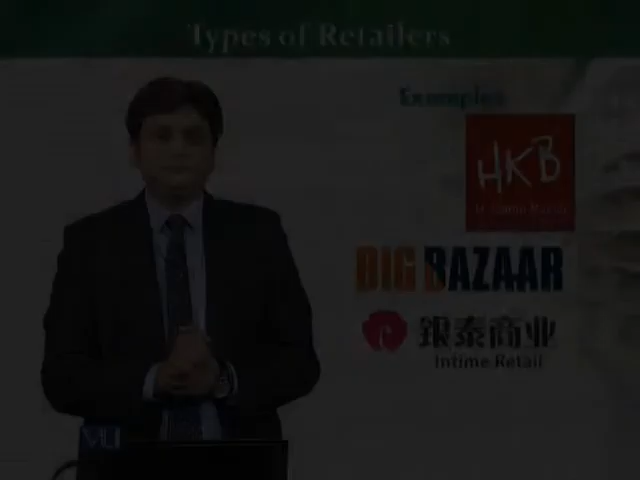 Types of Retailers
Examples
HKB
BIG BAZAAR
银泰商业
Intime Retail
VU